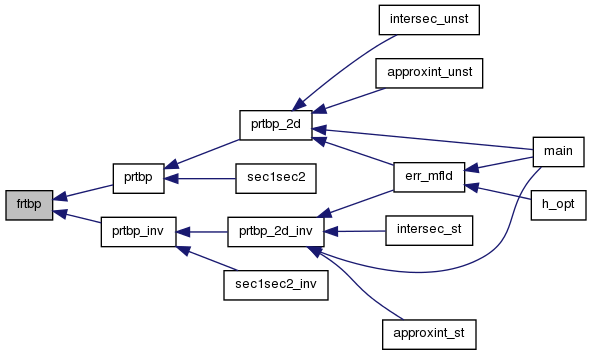 intersec_unst
approxint_unst
prtbp_2d
main
prtbp
sec1sec2
err_mfld
frtbp
h_opt
prtbp_inv
prtbp_2d_inv
intersec_st
sec1sec2_inv
approxint_st